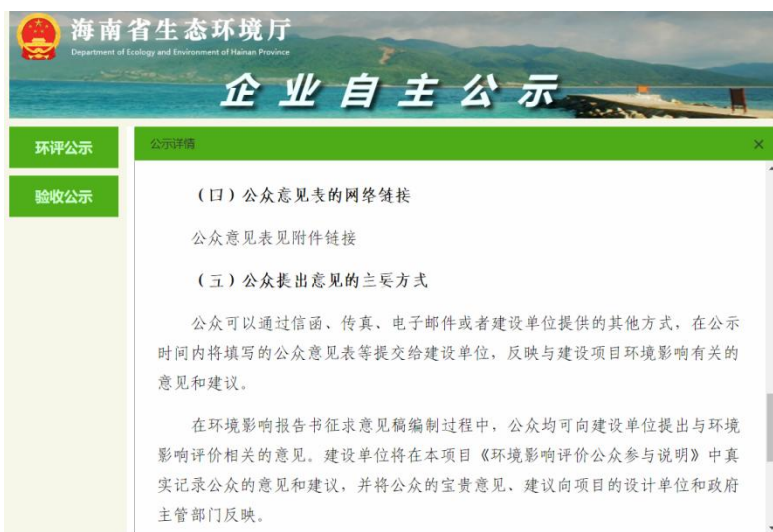 海南省生态环境厅
Department of Ecology and Environment of Hainan Province
企业自主公示
环评公示
验收公示
公示详情
×
（四）公众意见表的网络链接
公众意见表见附件链接
（五）公众提出意见的主要方式
公众可以通过信函、传真、电子邮件或者建设单位提供的其他方式，在公示
时间内将填写的公众意见表等提交给建设单位，反映与建设项目环境影响有关的
意见和建议。
在环境影响报告书征求意见稿编制过程中，公众均可向建设单位提出与环境
影响评价相关的意见。建设单位将在本项目《环境影响评价公众参与说明》中真
实记录公众的意见和建议，并将公众的宝贵意见、建议向项目的设计单位和政府
主管部门反映。